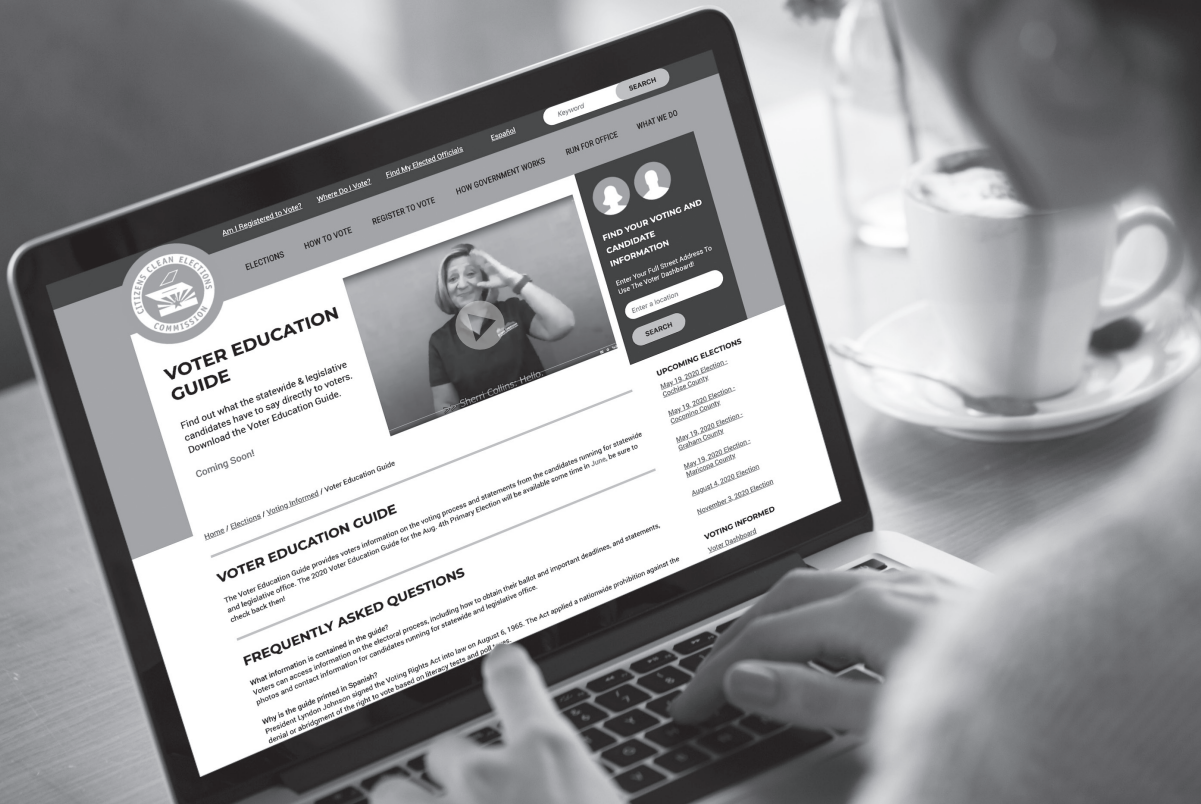 Am I Registered to Vote? Where Do I Vote? Find My Elected Officials Español Keyword SEARCH
CITIZENS CLEAN ELECTIONS COMMISSION
ELECTIONS HOW TO VOTE REGISTER TO VOTE HOW GOVERNMENT WORKS RUN FOR OFFICE WHAT WE DO
VOTER EDUCATION
GUIDE
Find out what the statewide & legislative
candidates have to say directly to voters.
Download the Voter Education Guide.
Coming Soon!
Sherri Collins: Hello,
FIND YOUR VOTING AND
CANDIDATE
INFORMATION
Enter Your Full Street Address To
Use The Voter Dashboard!
Enter a location
SEARCH
Home / Elections / Voting Informed / Voter Education Guide
VOTER EDUCATION GUIDE
The Voter Education Guide provides voters information on the voting process and statements from the candidates running for statewide
and legislative office. The 2020 Voter Education Guide for the Aug. 4th Primary Election will be available some time in June, be sure to
check back then!
FREQUENTLY ASKED QUESTIONS
What information is contained in the guide?
Voters can access information on the electoral process, including how to obtain their ballot and important deadlines, and statements,
photos and contact information for candidates running for statewide and legislative office.
Why is the guide printed in Spanish?
President Lyndon Johnson signed the Voting Rights Act into law on August 6, 1965. The Act applied a nationwide prohibition against the
denial or abridgment of the right to vote based on literacy tests and poll taxes.
UPCOMING ELECTIONS
May 19, 2020 Election -
Cochise County
May 19, 2020 Election -
Coconino County
May 19, 2020 Election -
Graham County
May 19, 2020 Election -
Maricopa County
August 4, 2020 Election
November 3, 2020 Election
VOTING INFORMED
Voter Dashboard